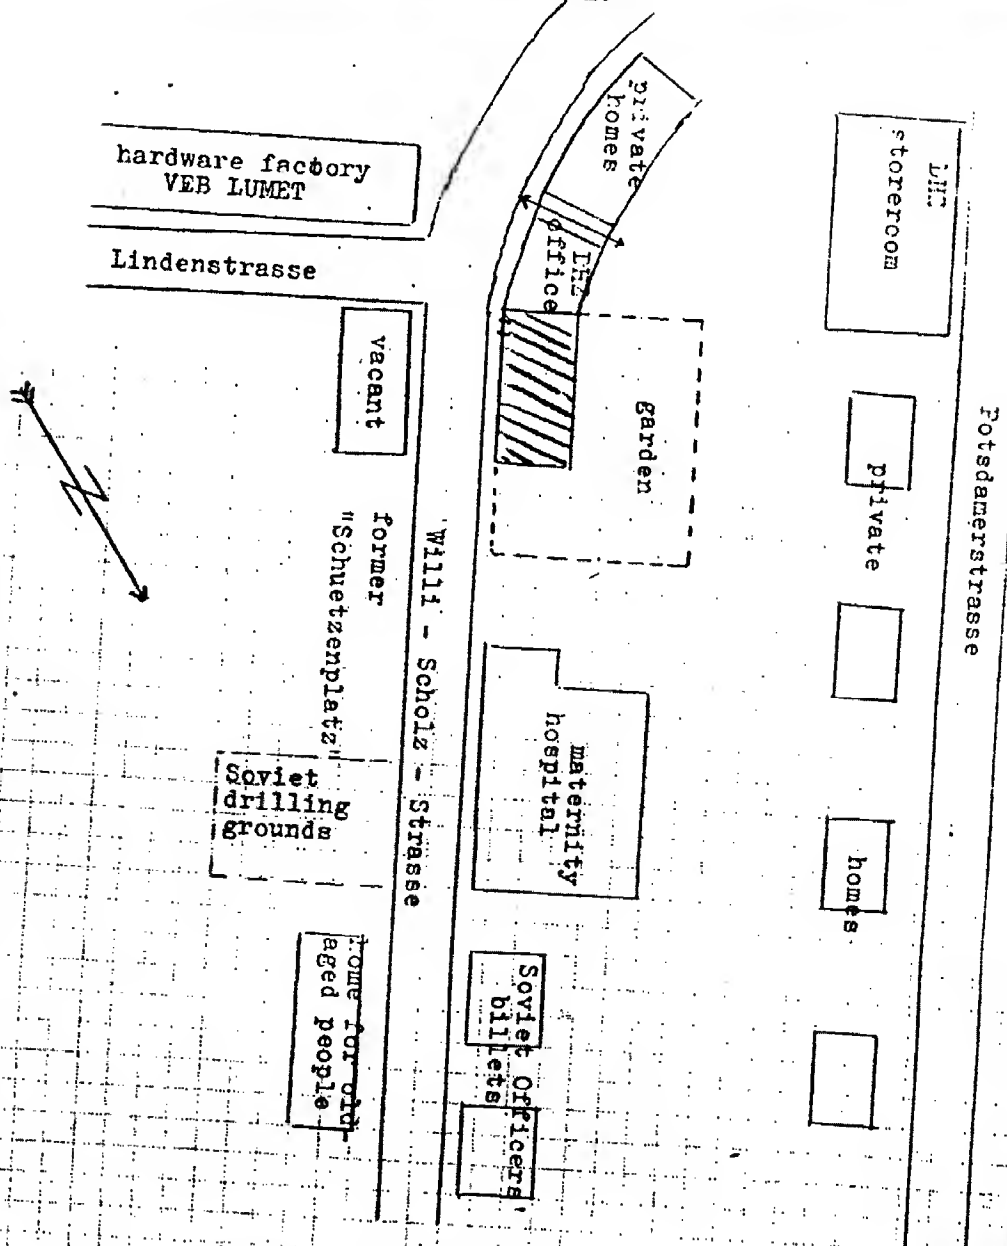 private
homes
hardware factory
VEB LUMET
storeroom
office
Lindenstrasse
vacant
garden
Potsdamerstrasse
private
former
"Schuetzenplatz"
Willi - Scholz - Strasse
maternity
hospital
Soviet
drilling
grounds
homes
home for old-
aged people
Soviet Officers'
billets